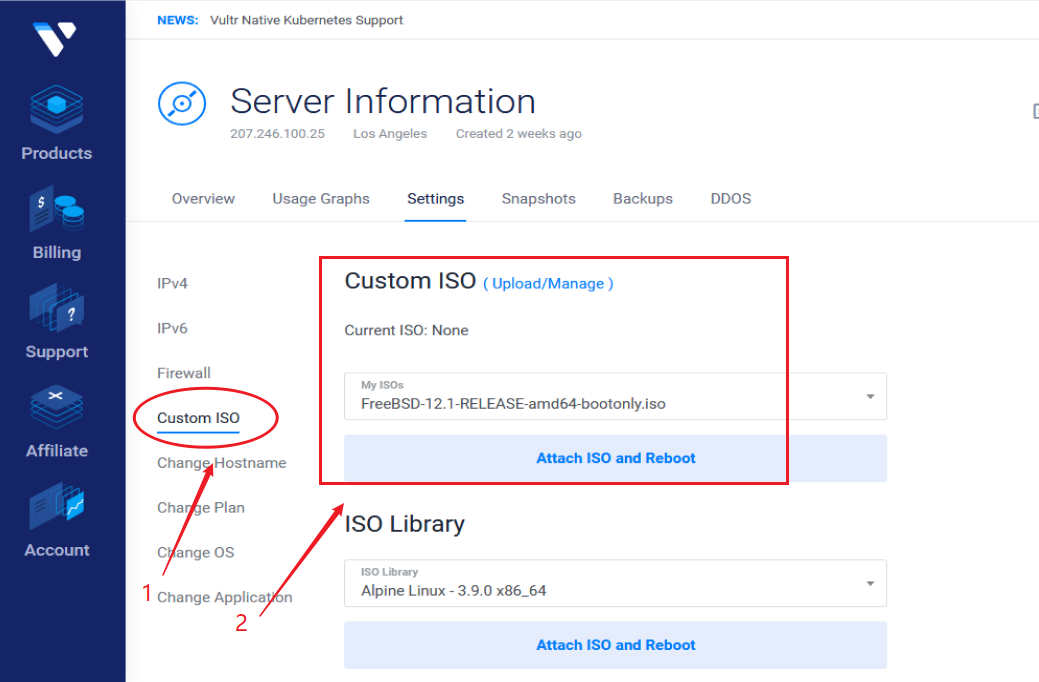 NEWS: Vultr Native Kubernetes Support
Server Information
207.246.100.25 Los Angeles Created 2 weeks ago
Products
Billing
Support
Affiliate
Account
Overview Usage Graphs Settings Snapshots Backups DDOS
IPv4
IPv6
Firewall
Custom ISO
Change Hostname
Change Plan
Change OS
Change Application
1
2
Custom ISO ( Upload/Manage )
Current ISO: None
My ISOs
FreeBSD-12.1-RELEASE-amd64-bootonly.iso
Attach ISO and Reboot
ISO Library
ISO Library
Alpine Linux - 3.9.0 x86_64
Attach ISO and Reboot